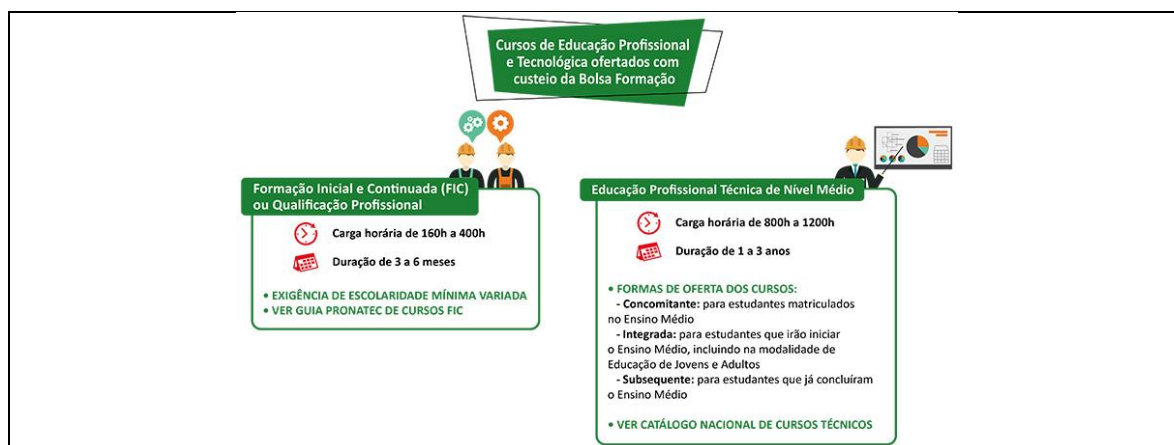 Cursos de Educação Profissional
e Tecnológica ofertados com
custeio da Bolsa Formação
Formação Inicial e Continuada (FIC)
ou Qualificação Profissional
Carga horária de 160h a 400h
Duração de 3 a 6 meses
• EXIGÊNCIA DE ESCOLARIDADE MÍNIMA VARIADA
• VER GUIA PRONATEC DE CURSOS FIC
Educação Profissional Técnica de Nível Médio
Carga horária de 800h a 1200h
Duração de 1 a 3 anos
• FORMAS DE OFERTA DOS CURSOS:
- Concomitante: para estudantes matriculados
no Ensino Médio
- Integrada: para estudantes que irão iniciar
o Ensino Médio, incluindo na modalidade de
Educação de Jovens e Adultos
- Subsequente: para estudantes que já concluíram
o Ensino Médio
• VER CATÁLOGO NACIONAL DE CURSOS TÉCNICOS